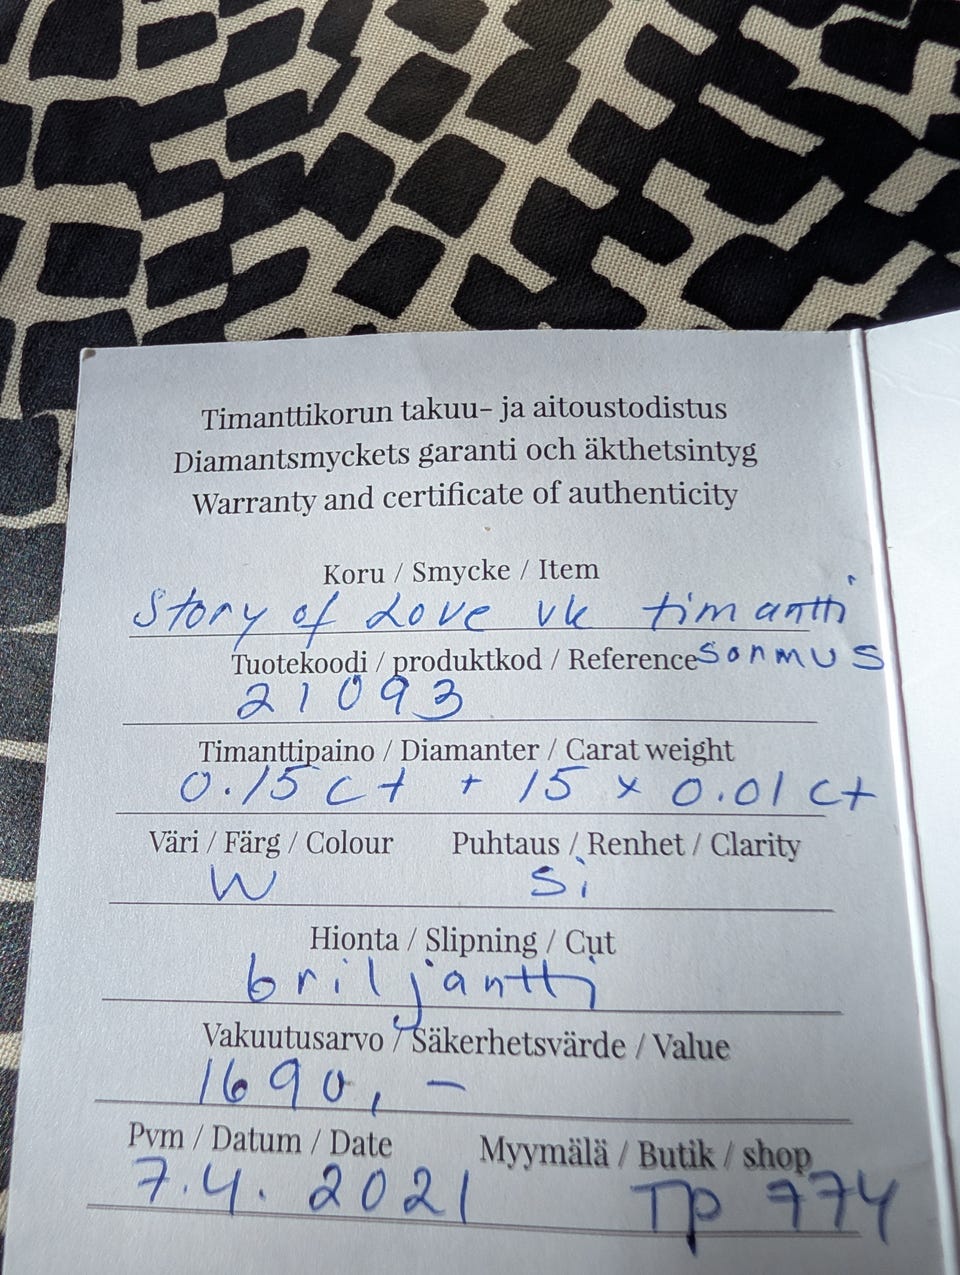 Timanttikorun takuu- ja aitoustodistus
Diamantsmyckets garanti och äkthetsintyg
Warranty and certificate of authenticity
Koru / Smycke / Item
Story of Love vk timantti
sormus
Tuotekoodi / produktkod / Reference
21093
Timanttipaino / Diamanter / Carat weight
0.15 ct + 15 x 0.01 ct
Väri / Färg / Colour Puhtaus / Renhet / Clarity
W Si
Hionta / Slipning / Cut
briljantti
Vakuutusarvo / Säkerhetsvärde / Value
1690,-
Pvm / Datum / Date Myymälä / Butik / shop
7.4.2021 TP 774